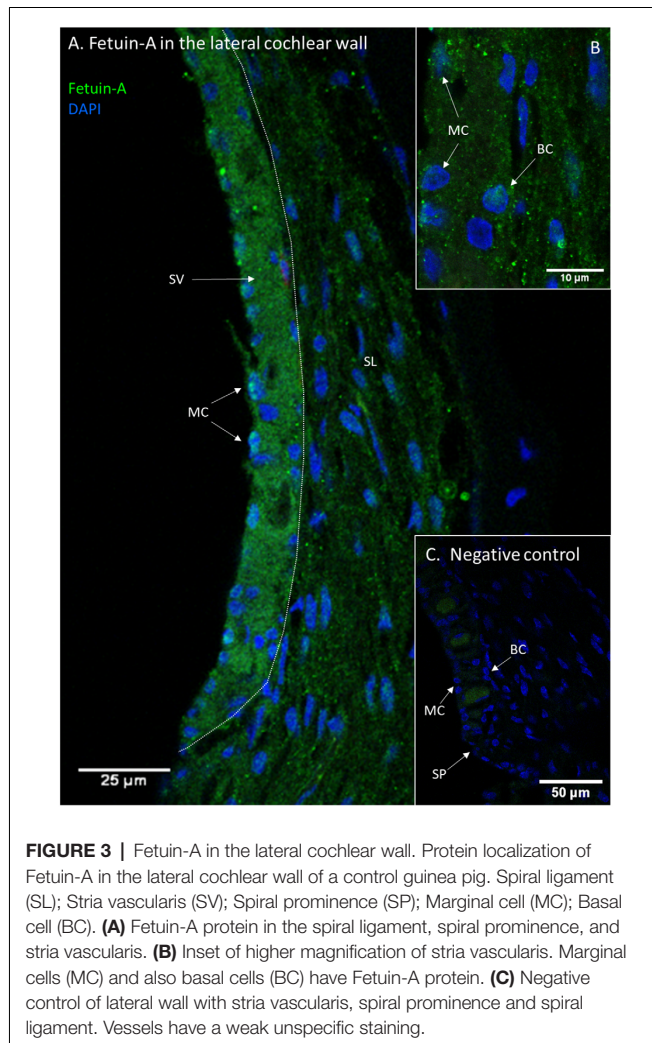 A. Fetuin-A in the lateral cochlear wall
Fetuin-A
DAPI
SV
MC
SL
25 µm
B
MC
BC
10 µm
C. Negative control
BC
MC
SP
50 µm
FIGURE 3 | Fetuin-A in the lateral cochlear wall. Protein localization of
Fetuin-A in the lateral cochlear wall of a control guinea pig. Spiral ligament
(SL); Stria vascularis (SV); Spiral prominence (SP); Marginal cell (MC); Basal
cell (BC). (A) Fetuin-A protein in the spiral ligament, spiral prominence, and
stria vascularis. (B) Inset of higher magnification of stria vascularis. Marginal
cells (MC) and also basal cells (BC) have Fetuin-A protein. (C) Negative
control of lateral wall with stria vascularis, spiral prominence and spiral
ligament. Vessels have a weak unspecific staining.